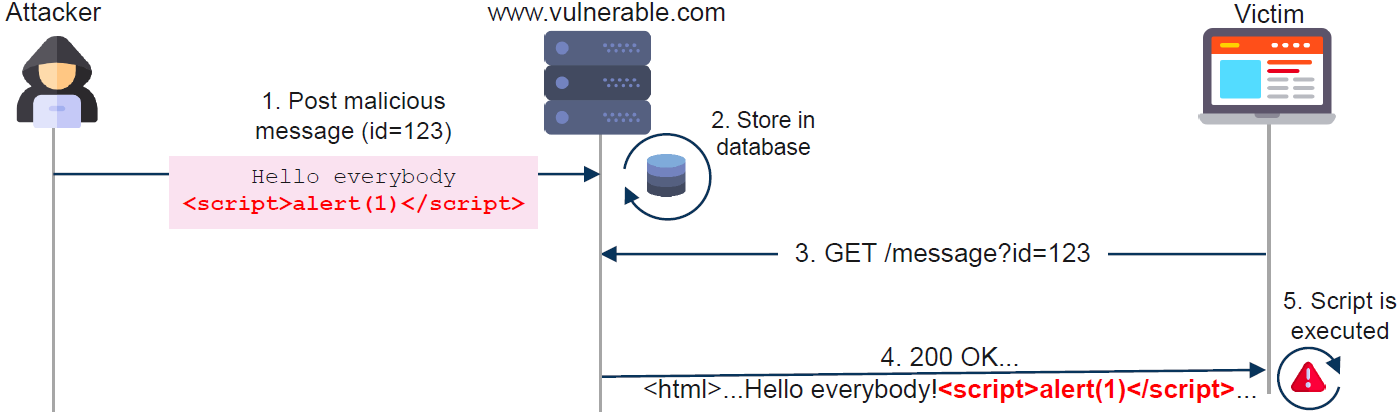 Attacker
www.vulnerable.com
Victim
1. Post malicious
message (id=123)
Hello everybody
<script>alert(1)</script>
2. Store in
database
3. GET /message?id=123
5. Script is
executed
4. 200 OK...
<html>...Hello everybody!<script>alert(1)</script>...